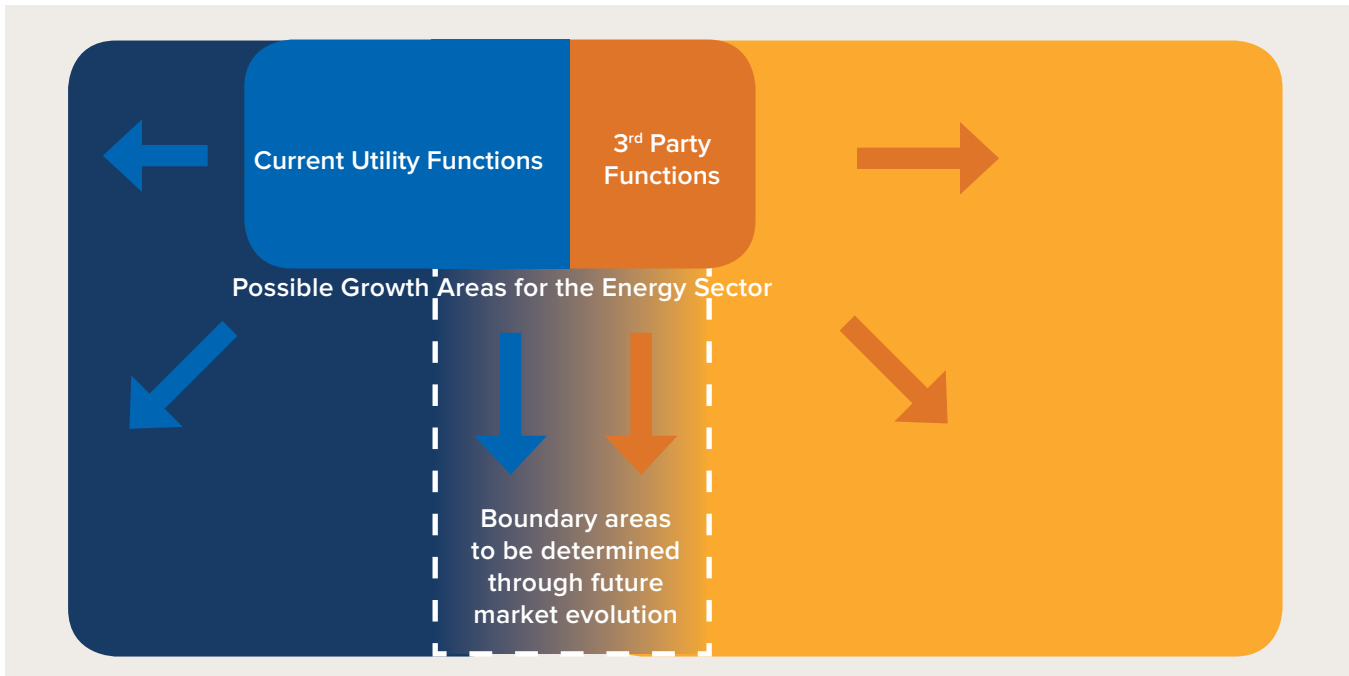 Current Utility Functions
3rd Party
Functions
Possible Growth Areas for the Energy Sector
Boundary areas
to be determined
through future
market evolution